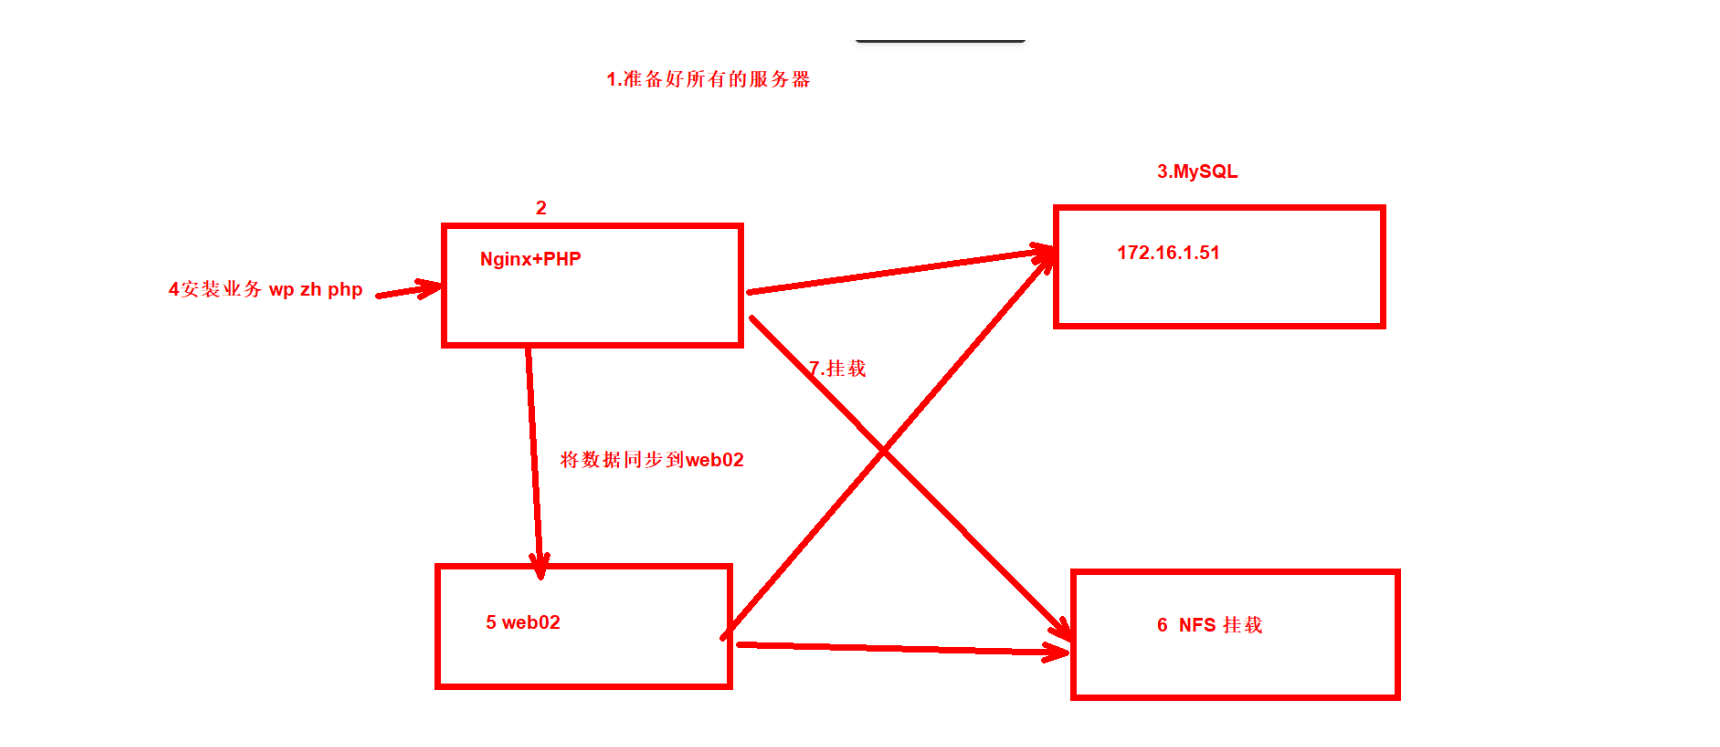 1.准备好所有的服务器
3.MySQL
2
Nginx+PHP
172.16.1.51
4安装业务 wp zh php
7.挂载
将数据同步到web02
5 web02
6 NFS 挂载